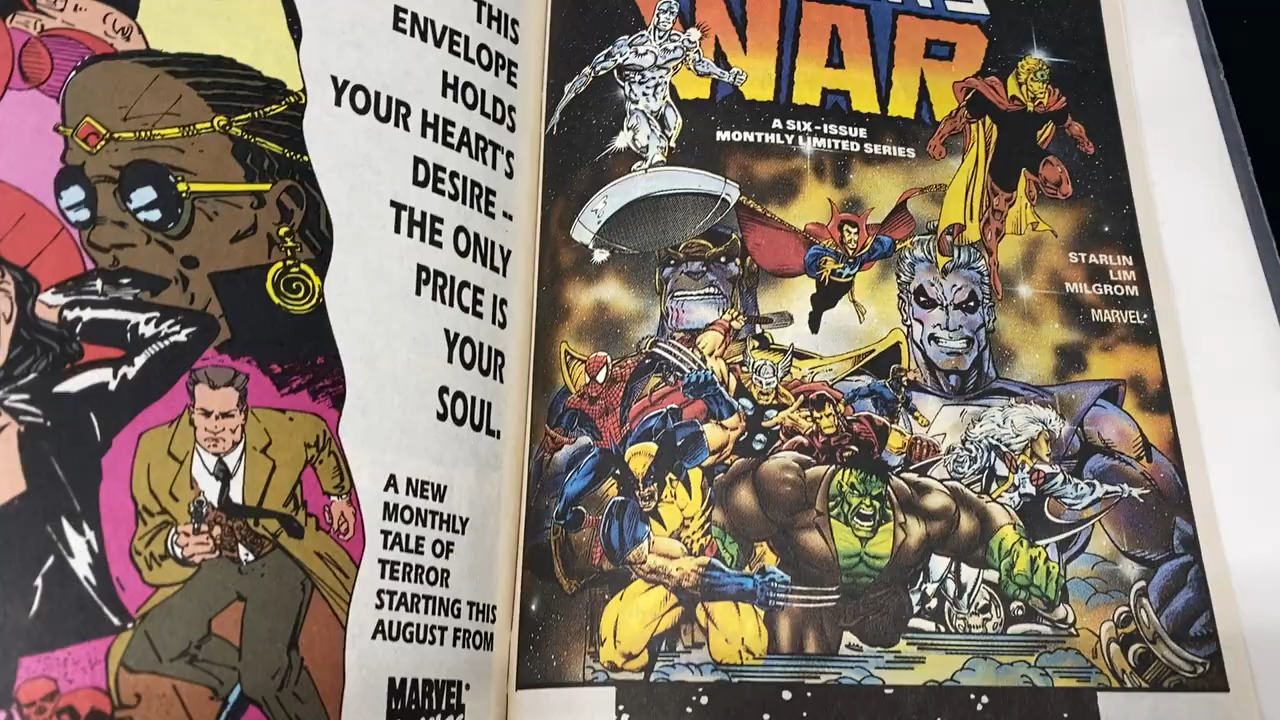 THIS
ENVELOPE
HOLDS
YOUR HEART'S
DESIRE --
THE ONLY
PRICE IS
YOUR
SOUL.
A NEW
MONTHLY
TALE OF
TERROR
STARTING THIS
AUGUST FROM
MARVEL
WAR
A SIX-ISSUE
MONTHLY LIMITED SERIES
STARLIN
LIM
MILGROM
MARVEL